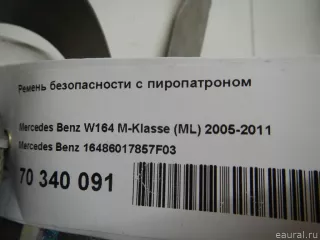 Ремень безопасности с пиропатроном
Mercedes Benz W164 M-Klasse (ML) 2005-2011
Mercedes Benz 16486017857F03
70 340 091
eaural.ru